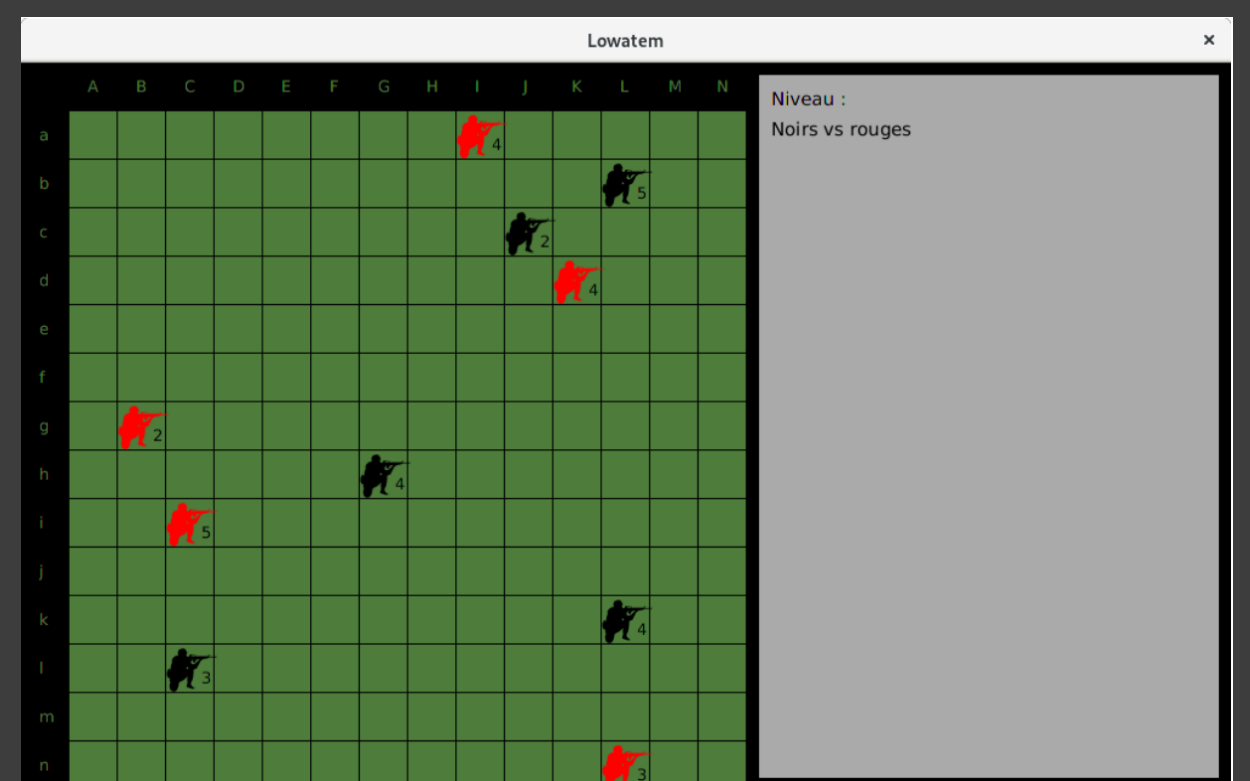 Lowatem ×
A B C D E F G H I J K L M N
Niveau :
Noirs vs rouges
a 4
b 5
c 2
d 4
e
f
g 2
h 4
i 5
j
k 4
l 3
m
n 3